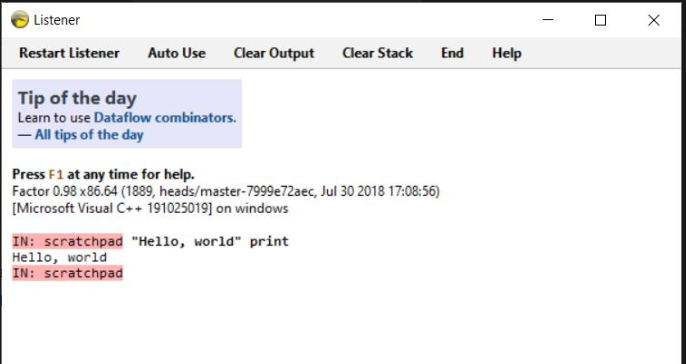 Listener
Restart Listener Auto Use Clear Output Clear Stack End Help
Tip of the day
Learn to use Dataflow combinators.
— All tips of the day
Press F1 at any time for help.
Factor 0.98 x86.64 (1889, heads/master-7999e72aec, Jul 30 2018 17:08:56)
[Microsoft Visual C++ 191025019] on windows
IN: scratchpad "Hello, world" print
Hello, world
IN: scratchpad